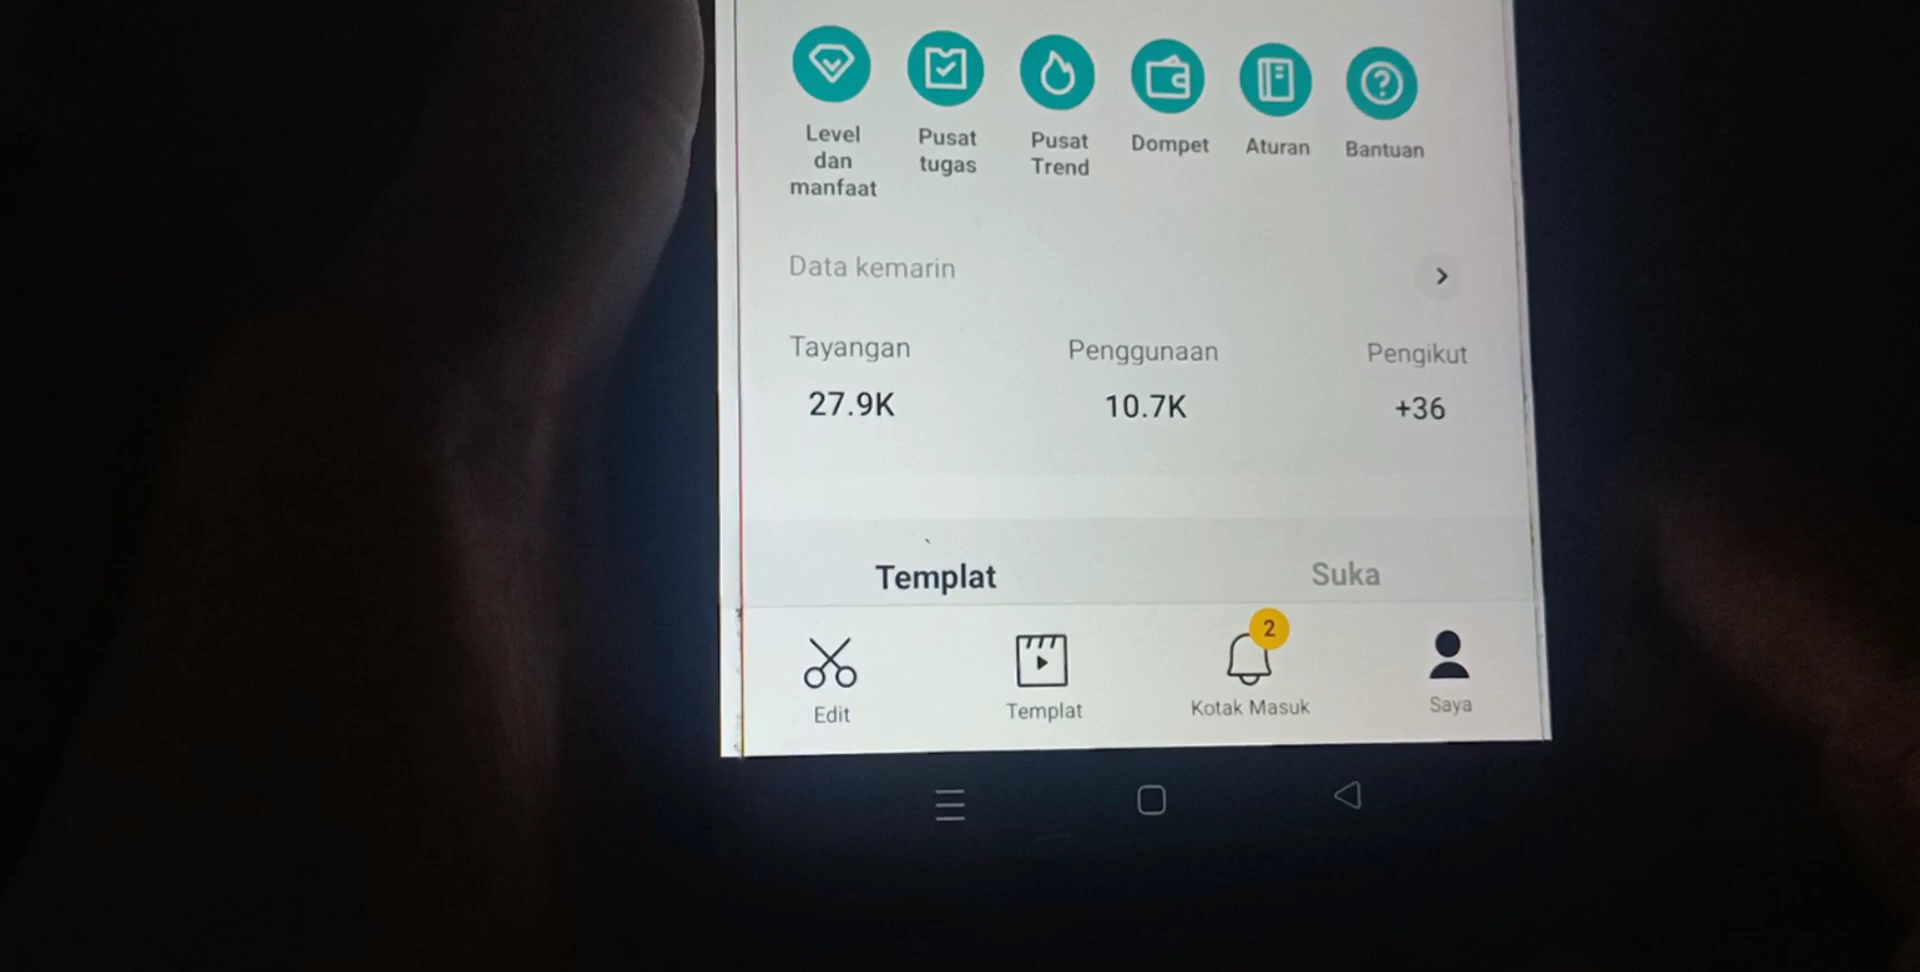 Level
dan
manfaat
Pusat
tugas
Pusat
Trend
Dompet
Aturan
Bantuan
Data kemarin
Tayangan
Penggunaan
Pengikut
27.9K
10.7K
+36
Templat
Suka
2
Edit
Templat
Kotak Masuk
Saya